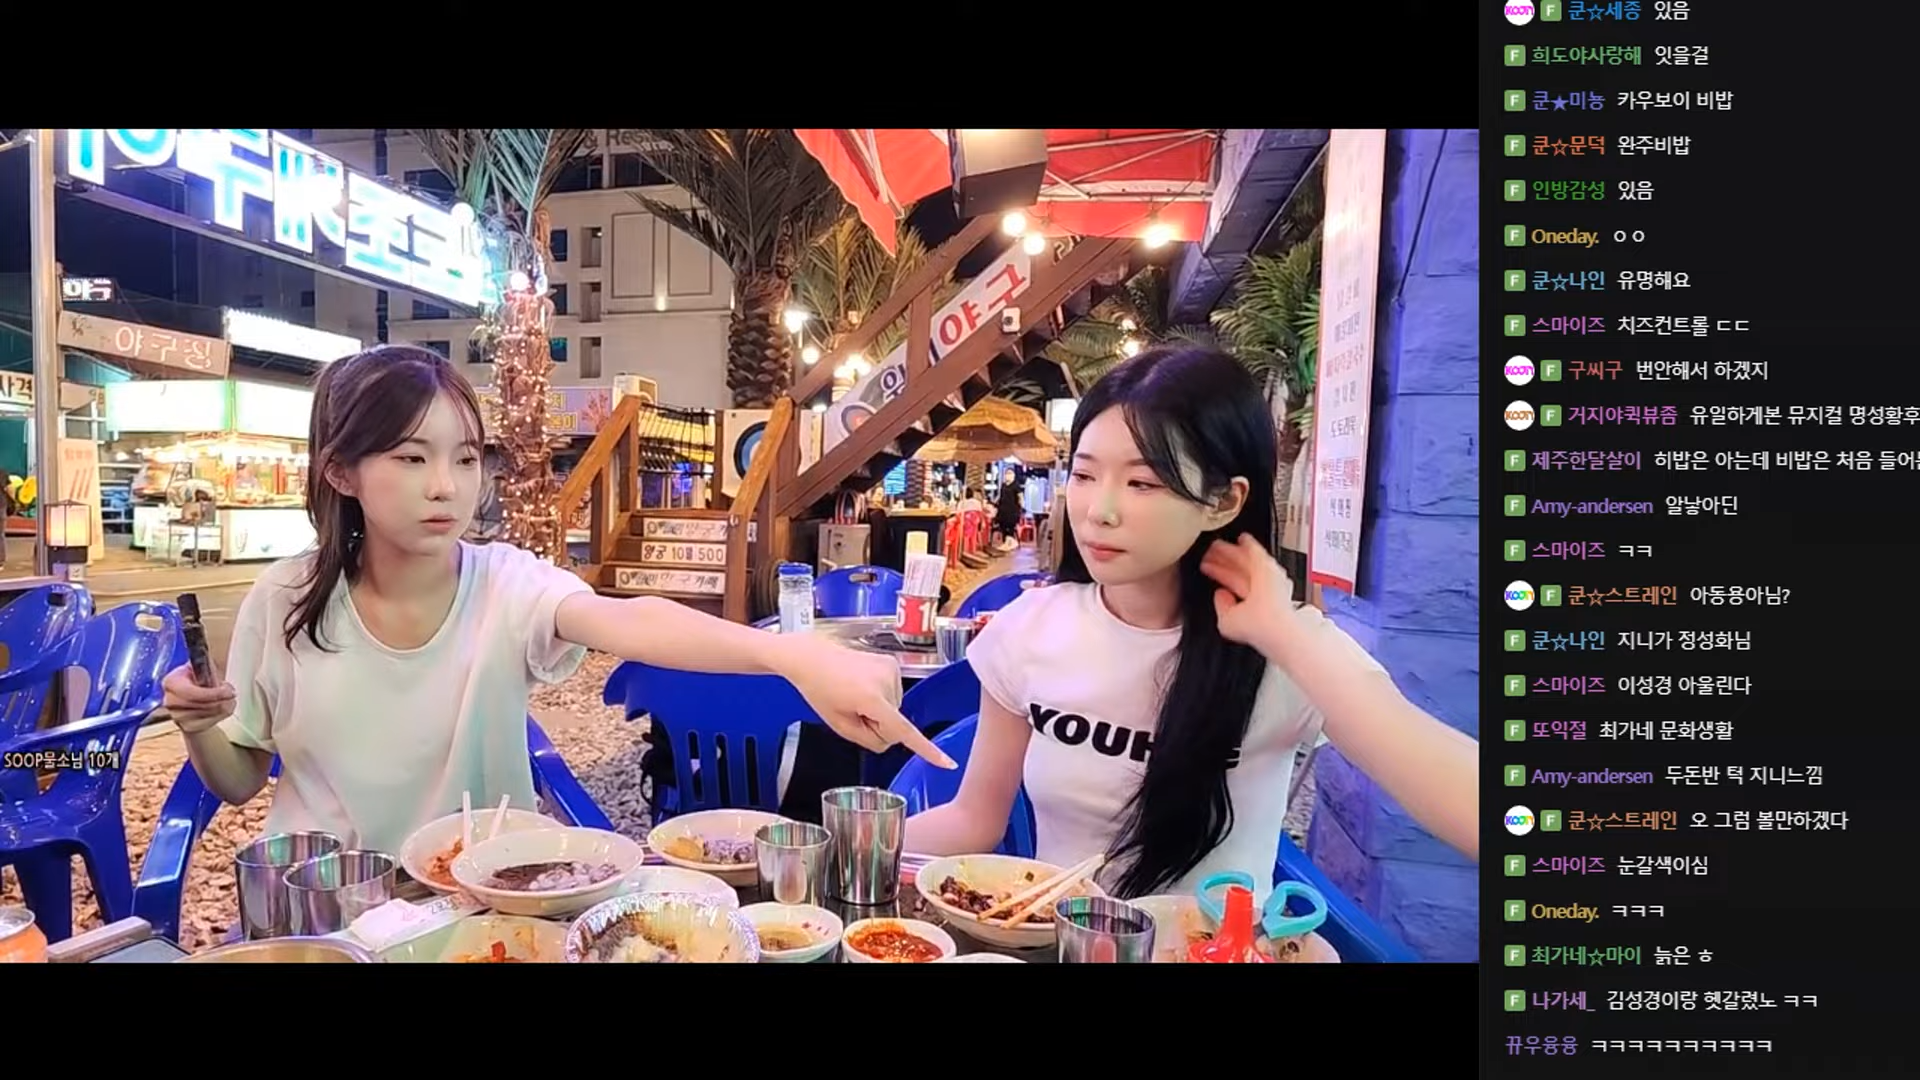 야구
야구장
사격
야구
양궁 10발 500
YOUH
SOOP물소님 10개
쿤☆세종 있음
희도야사랑해 잇을걸
쿤★미뇽 카우보이 비밥
쿤☆문덕 완주비밥
인방감성 있음
Oneday. ㅇㅇ
쿤☆나인 유명해요
스마이즈 치즈컨트롤 ㄷㄷ
구씨구 번안해서 하겠지
거지야퀵뷰좀 유일하게본 뮤지컬 명성황후
제주한달살이 히밥은 아는데 비밥은 처음 들어
Amy-andersen 알낳아딘
스마이즈 ㅋㅋ
쿤☆스트레인 아동용아님?
쿤☆나인 지니가 정성화님
스마이즈 이성경 아울린다
또익절 최가네 문화생활
Amy-andersen 두돈반 턱 지니느낌
쿤☆스트레인 오 그럼 볼만하겠다
스마이즈 눈갈색이심
Oneday. ㅋㅋㅋ
최가네☆마이 늙은 ㅎ
나가세_ 김성경이랑 헷갈렸노 ㅋㅋ
뀨우융융 ㅋㅋㅋㅋㅋㅋㅋㅋㅋㅋ